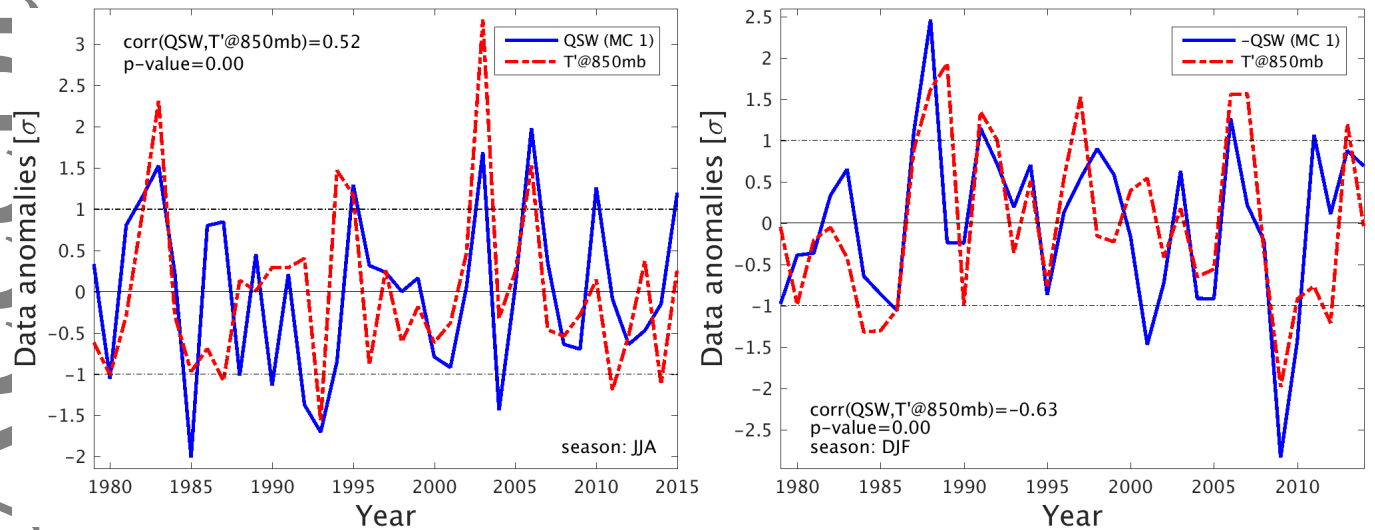 corr(QSW,T'@850mb)=0.52
p-value=0.00
QSW (MC 1)
T'@850mb
3
2.5
2
1.5
1
0.5
0
-0.5
-1
-1.5
-2
Data anomalies [σ]
season: JJA
1980 1985 1990 1995 2000 2005 2010 2015
Year
-QSW (MC 1)
T'@850mb
2.5
2
1.5
1
0.5
0
-0.5
-1
-1.5
-2
-2.5
Data anomalies [σ]
corr(QSW,T'@850mb)=-0.63
p-value=0.00
season: DJF
1980 1985 1990 1995 2000 2005 2010
Year